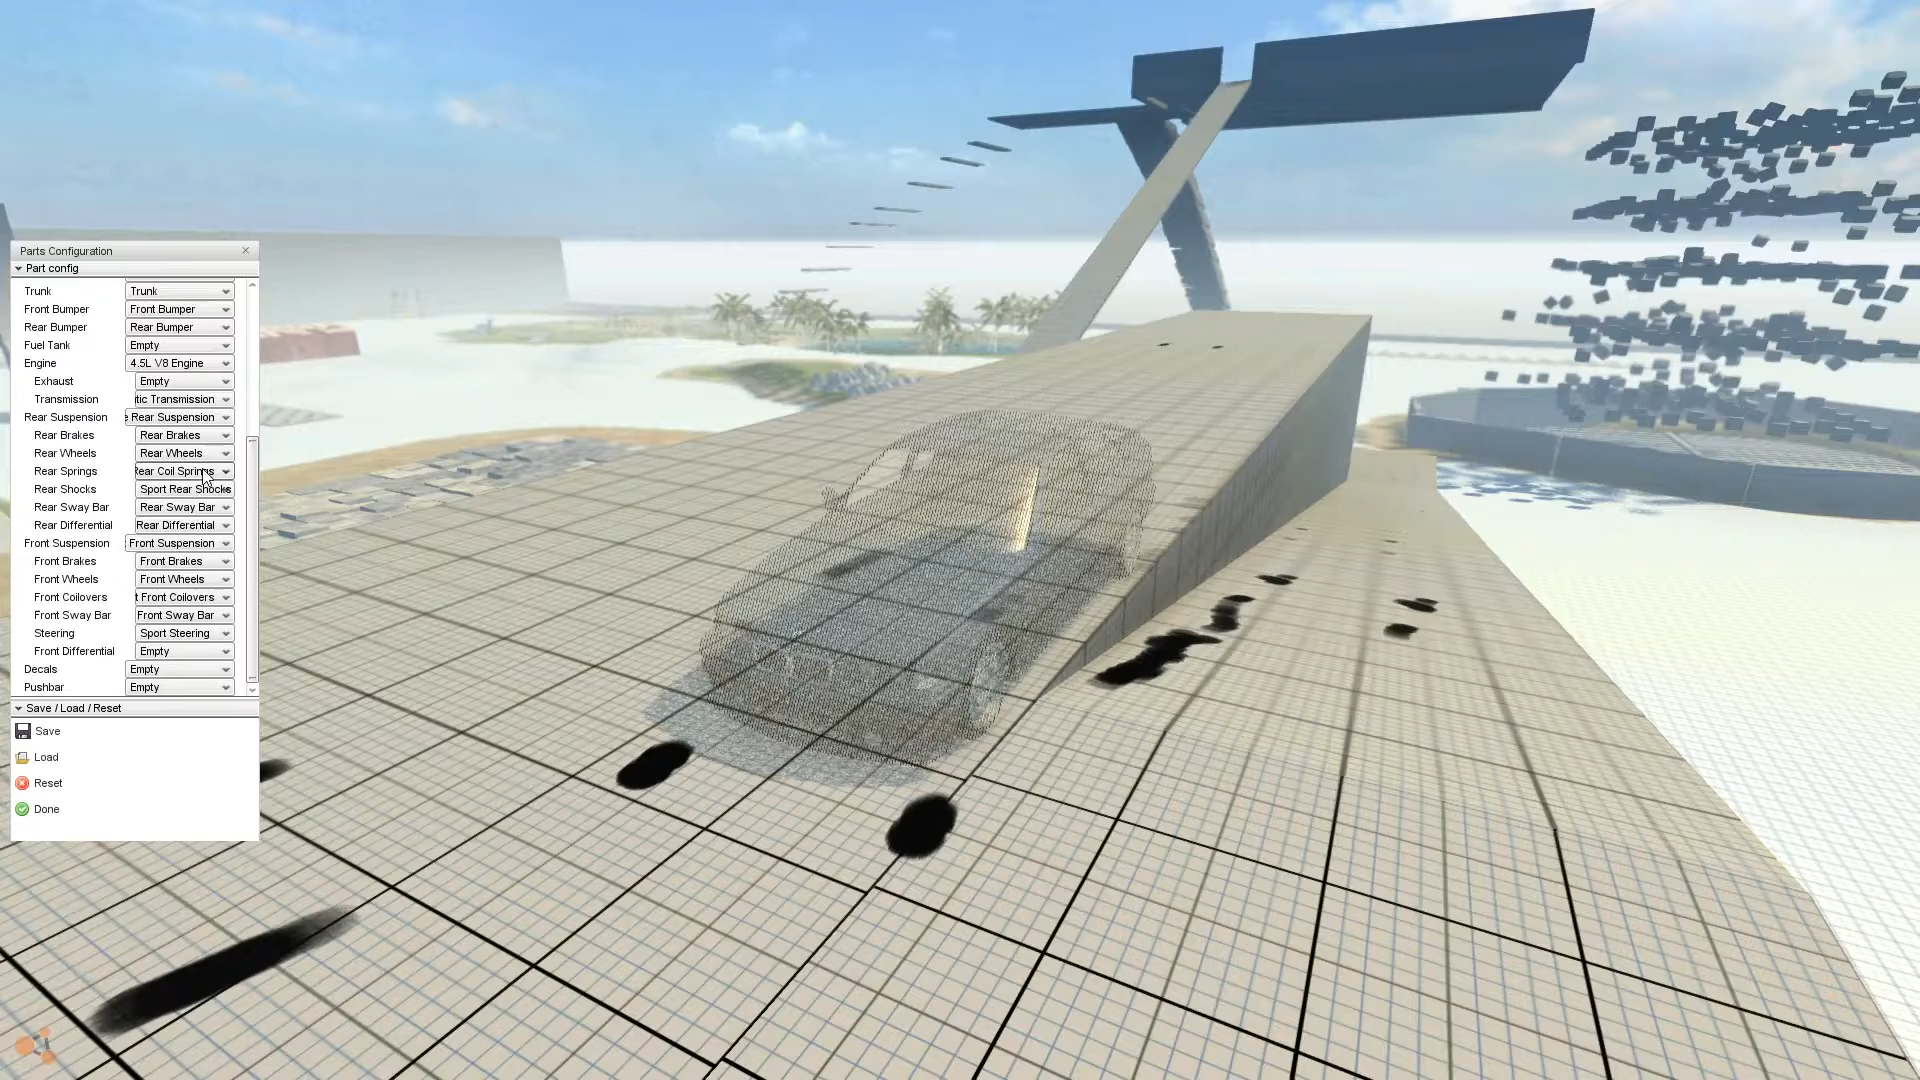 Parts Configuration
Part config
Trunk Trunk
Front Bumper Front Bumper
Rear Bumper Rear Bumper
Fuel Tank Empty
Engine 4.5L V8 Engine
Exhaust Empty
Transmission tic Transmission
Rear Suspension e Rear Suspension
Rear Brakes Rear Brakes
Rear Wheels Rear Wheels
Rear Springs Rear Coil Springs
Rear Shocks Sport Rear Shocks
Rear Sway Bar Rear Sway Bar
Rear Differential Rear Differential
Front Suspension Front Suspension
Front Brakes Front Brakes
Front Wheels Front Wheels
Front Coilovers t Front Coilovers
Front Sway Bar Front Sway Bar
Steering Sport Steering
Front Differential Empty
Decals Empty
Pushbar Empty
Save / Load / Reset
Save
Load
Reset
Done